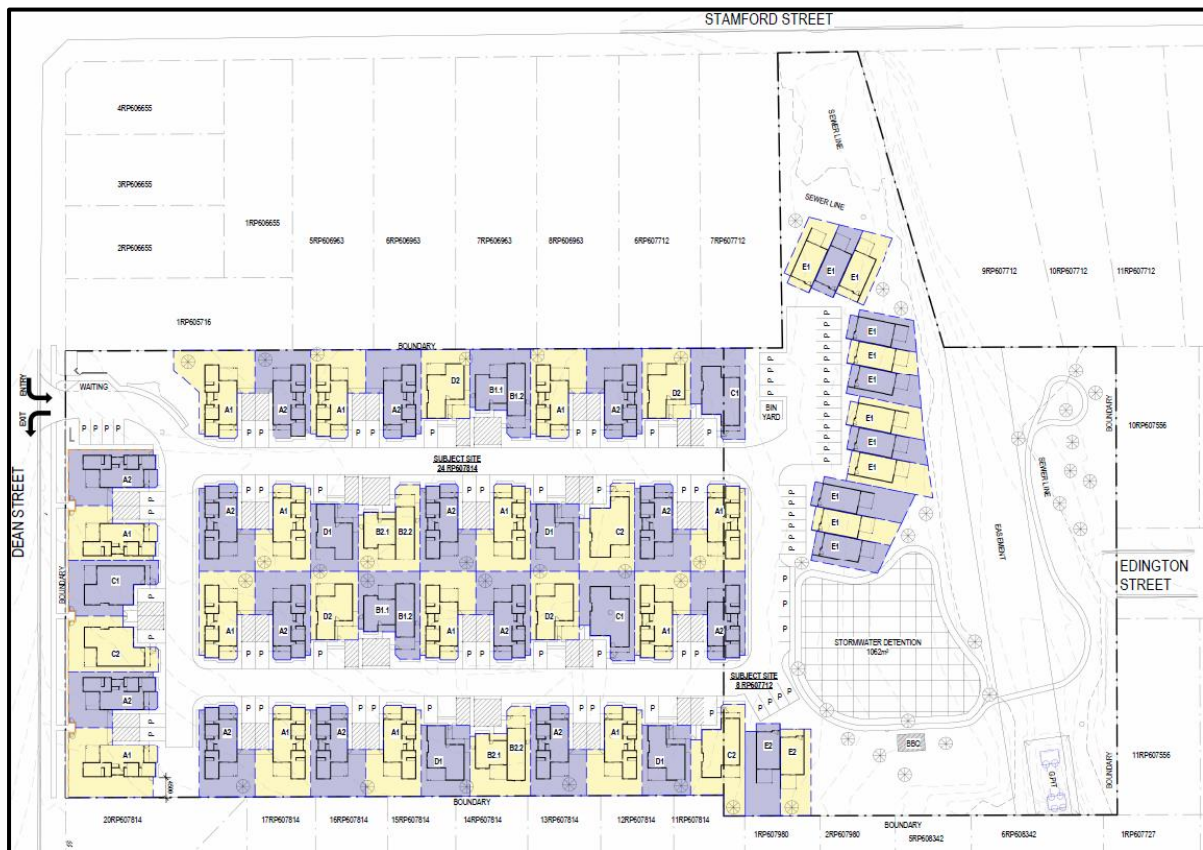 STAMFORD STREET
4RP606655
3RP606655
2RP606655
1RP606655
5RP606963
6RP606963
7RP606963
8RP606963
6RP607712
7RP607712
SEWER LINE
SEWER LINE
9RP607712
10RP607712
11RP607712
1RP605716
BOUNDARY
E1 E1 E1
ENTRY
EXIT
WAITING
P P P P
A1 A2 A1 A2 D2 B1.1 B1.2 A1 A2 D2 C1
BIN
YARD
E1
E1
E1
E1
E1
E1
E1
E1
E1
BOUNDARY
10RP607556
SEWER LINE
EASEMENT
SUBJECT SITE
24 RP607814
DEAN STREET
BOUNDARY
A2
A1
C1
C2
A2
A1
A2 A1 D1 B2.1 B2.2 A2 A1 D1 C2 A2 A1
A1 A2 D2 B1.1 B1.2 A1 A2 D2 C1 A1 A2
EDINGTON
STREET
STORMWATER DETENTION
1062m²
SUBJECT SITE
8 RP607712
A2 A1 A2 A1 D1 B2.1 B2.2 A2 A1 D1 C2 E2 E2
BBQ
G.PIT
BOUNDARY
11RP607556
BOUNDARY
BOUNDARY
20RP607814
17RP607814
16RP607814
15RP607814
14RP607814
13RP607814
12RP607814
11RP607814
1RP607980
2RP607980
5RP608342
6RP608342
1RP607727